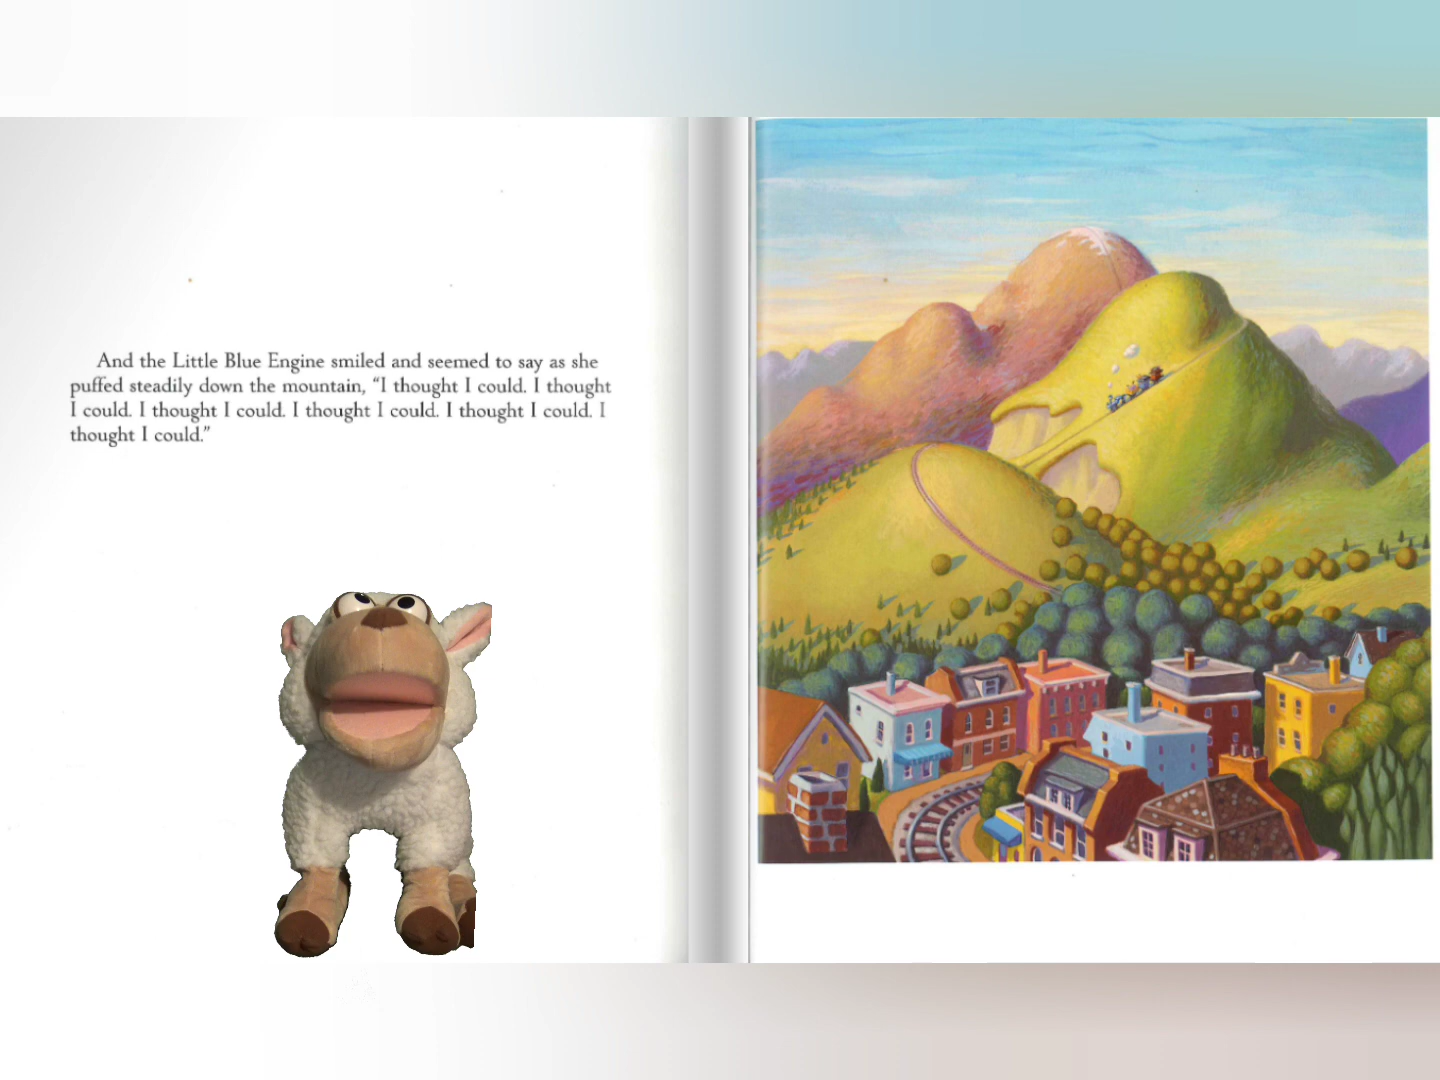 And the Little Blue Engine smiled and seemed to say as she
puffed steadily down the mountain, “I thought I could. I thought
I could. I thought I could. I thought I could. I thought I could. I
thought I could.”